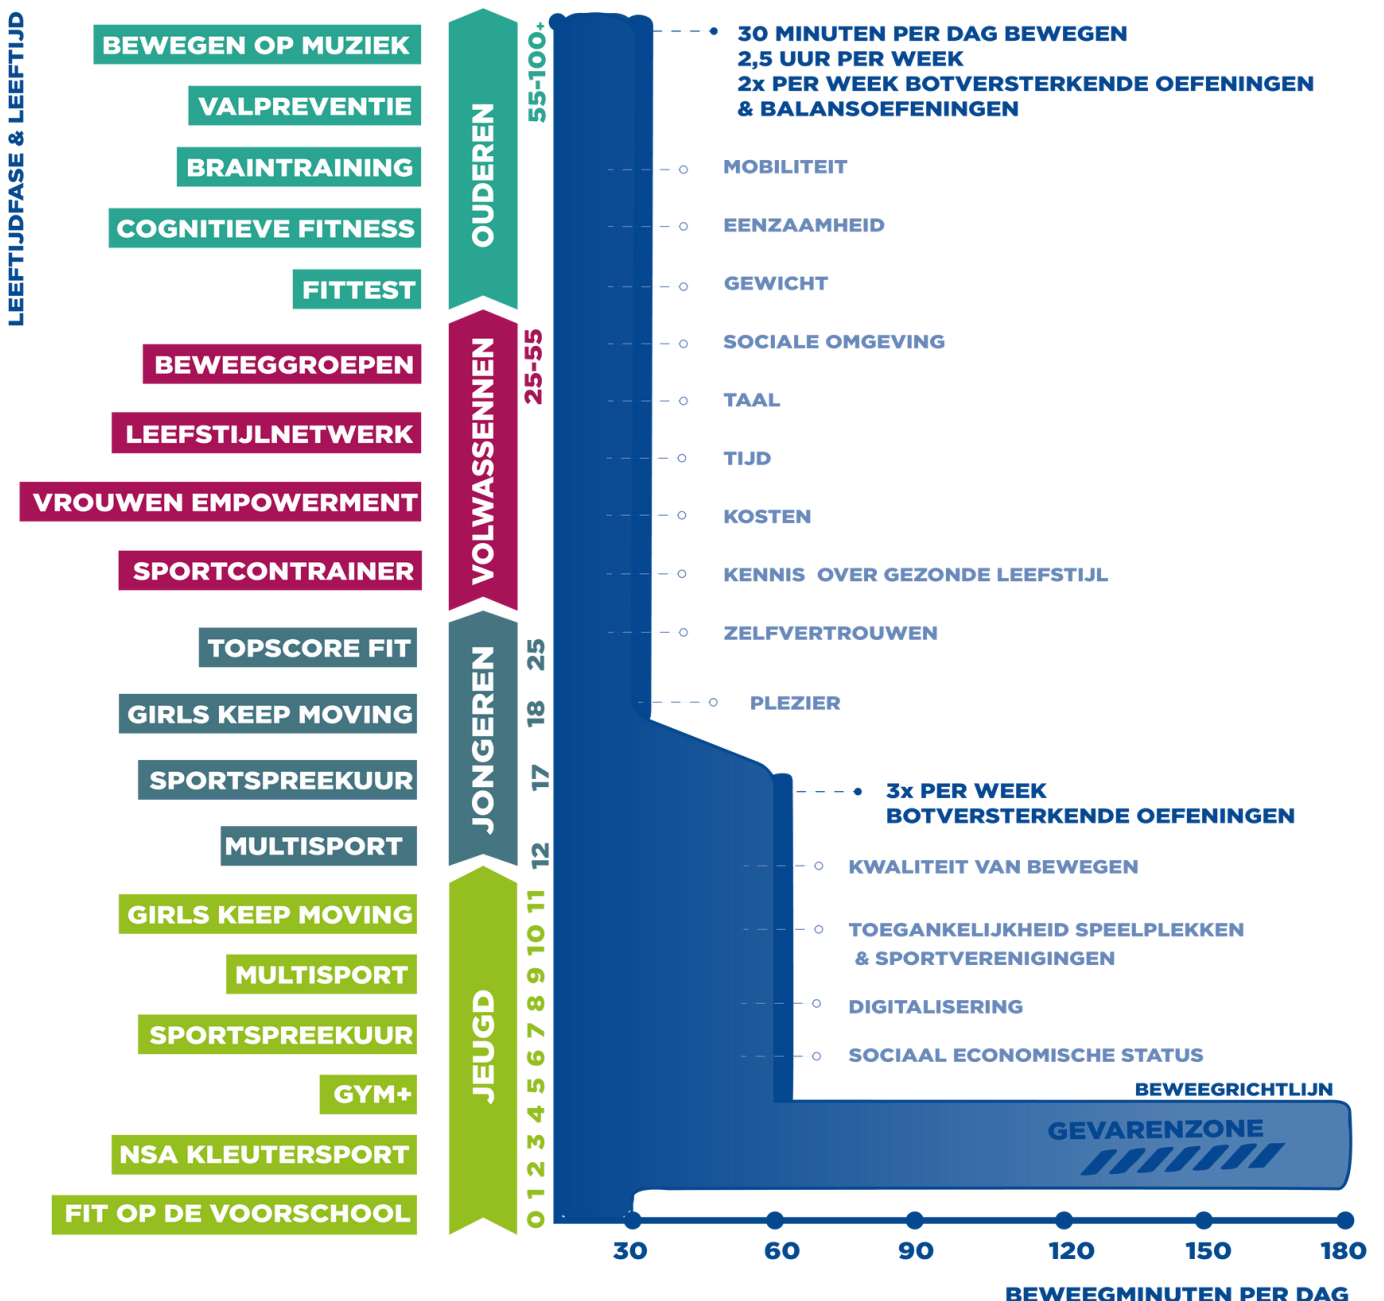 LEEFTIJDFASE & LEEFTIJD
BEWEGEN OP MUZIEK
VALPREVENTIE
BRAINTRAINING
COGNITIEVE FITNESS
FITTEST
BEWEEGGROEPEN
LEEFSTIJLNETWERK
VROUWEN EMPOWERMENT
SPORTCONTRAINER
TOPSCORE FIT
GIRLS KEEP MOVING
SPORTSPREEKUUR
MULTISPORT
GIRLS KEEP MOVING
MULTISPORT
SPORTSPREEKUUR
GYM+
NSA KLEUTERSPORT
FIT OP DE VOORSCHOOL
OUDEREN
VOLWASSENNEN
JONGEREN
JEUGD
55-100+
25-55
25
18
17
12
11
10
9
8
7
6
5
4
3
2
1
0
30 MINUTEN PER DAG BEWEGEN
2,5 UUR PER WEEK
2x PER WEEK BOTVERSTERKENDE OEFENINGEN
& BALANSOEFENINGEN
MOBILITEIT
EENZAAMHEID
GEWICHT
SOCIALE OMGEVING
TAAL
TIJD
KOSTEN
KENNIS OVER GEZONDE LEEFSTIJL
ZELFVERTROUWEN
PLEZIER
3x PER WEEK
BOTVERSTERKENDE OEFENINGEN
KWALITEIT VAN BEWEGEN
TOEGANKELIJKHEID SPEELPLEKKEN
& SPORTVERENIGINGEN
DIGITALISERING
SOCIAAL ECONOMISCHE STATUS
BEWEEGRICHTLIJN
GEVARENZONE
30 60 90 120 150 180
BEWEEGMINUTEN PER DAG